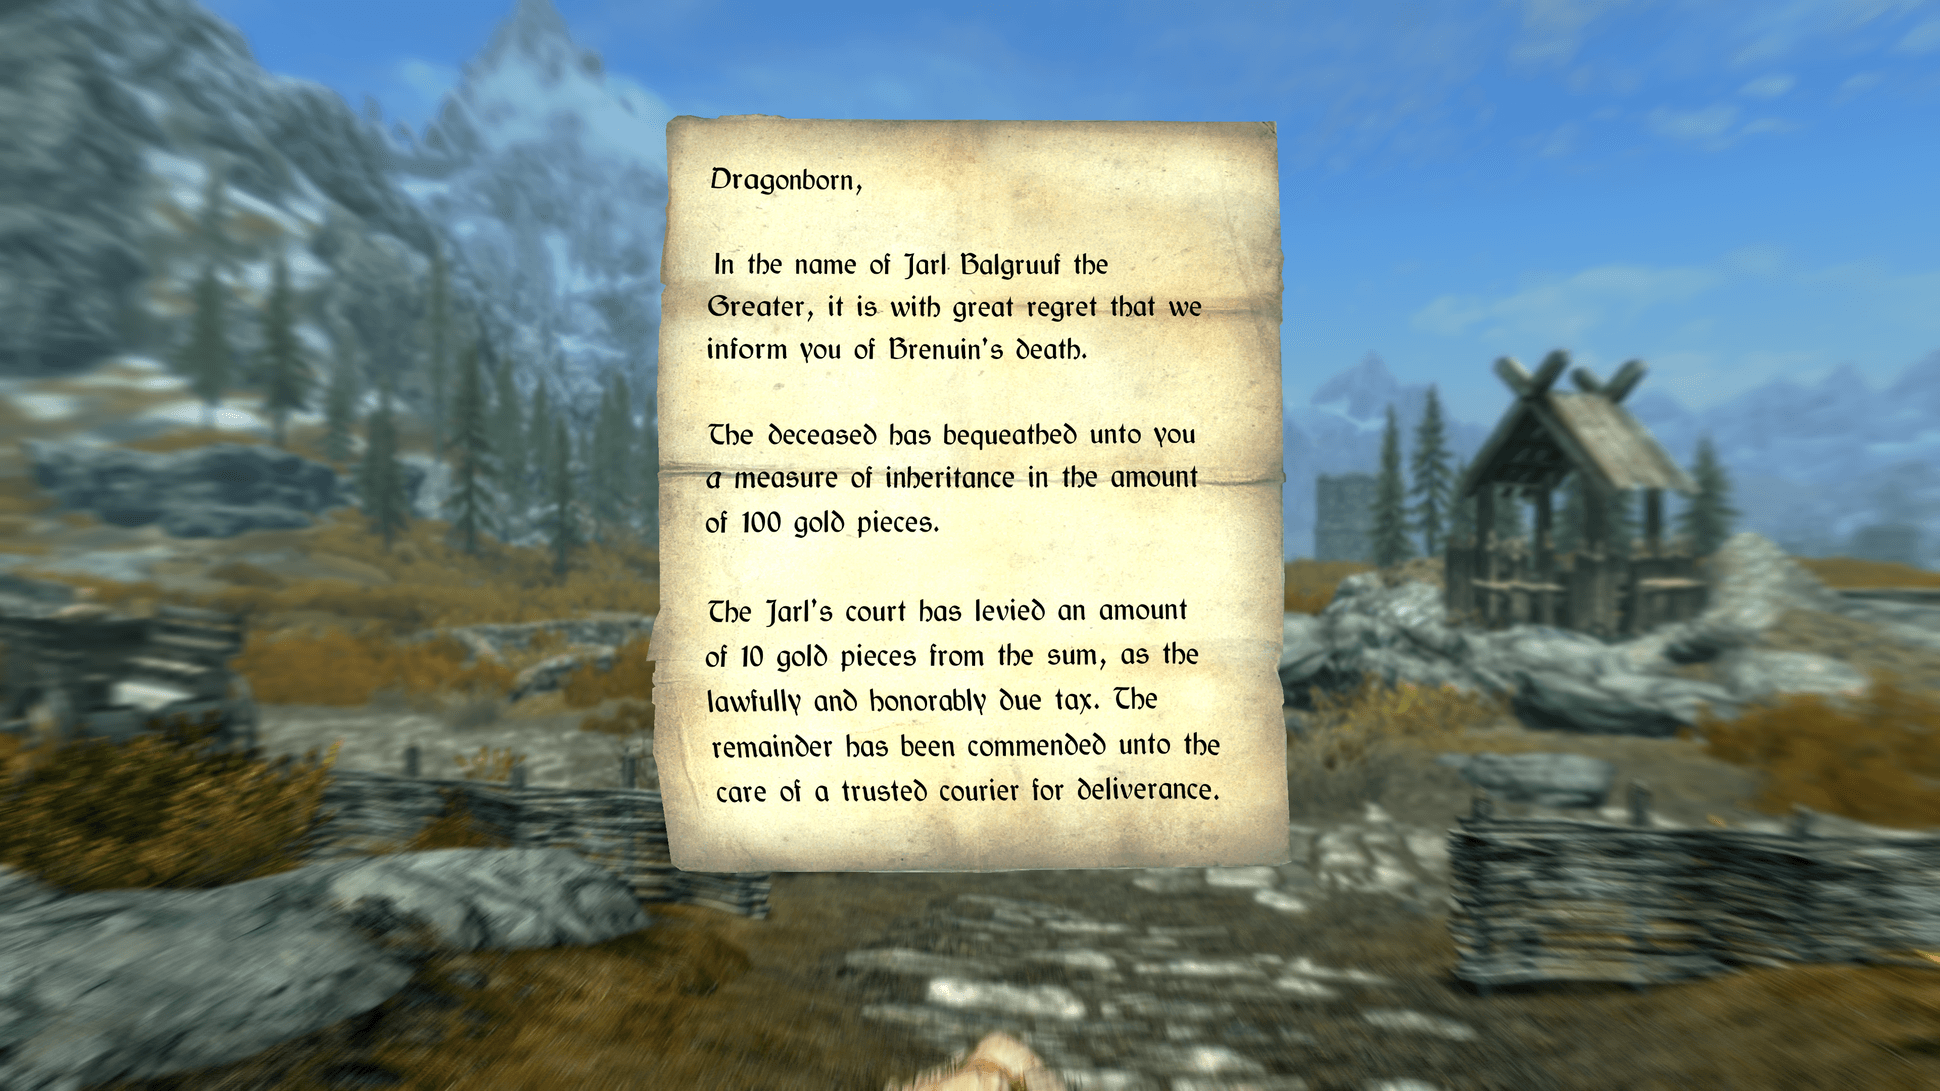 Dragonborn,
In the name of Jarl Balgruuf the
Greater, it is with great regret that we
inform you of Brenuin's death.
The deceased has bequeathed unto you
a measure of inheritance in the amount
of 100 gold pieces.
The Jarl's court has levied an amount
of 10 gold pieces from the sum, as the
lawfully and honorably due tax. The
remainder has been commended unto the
care of a trusted courier for deliverance.